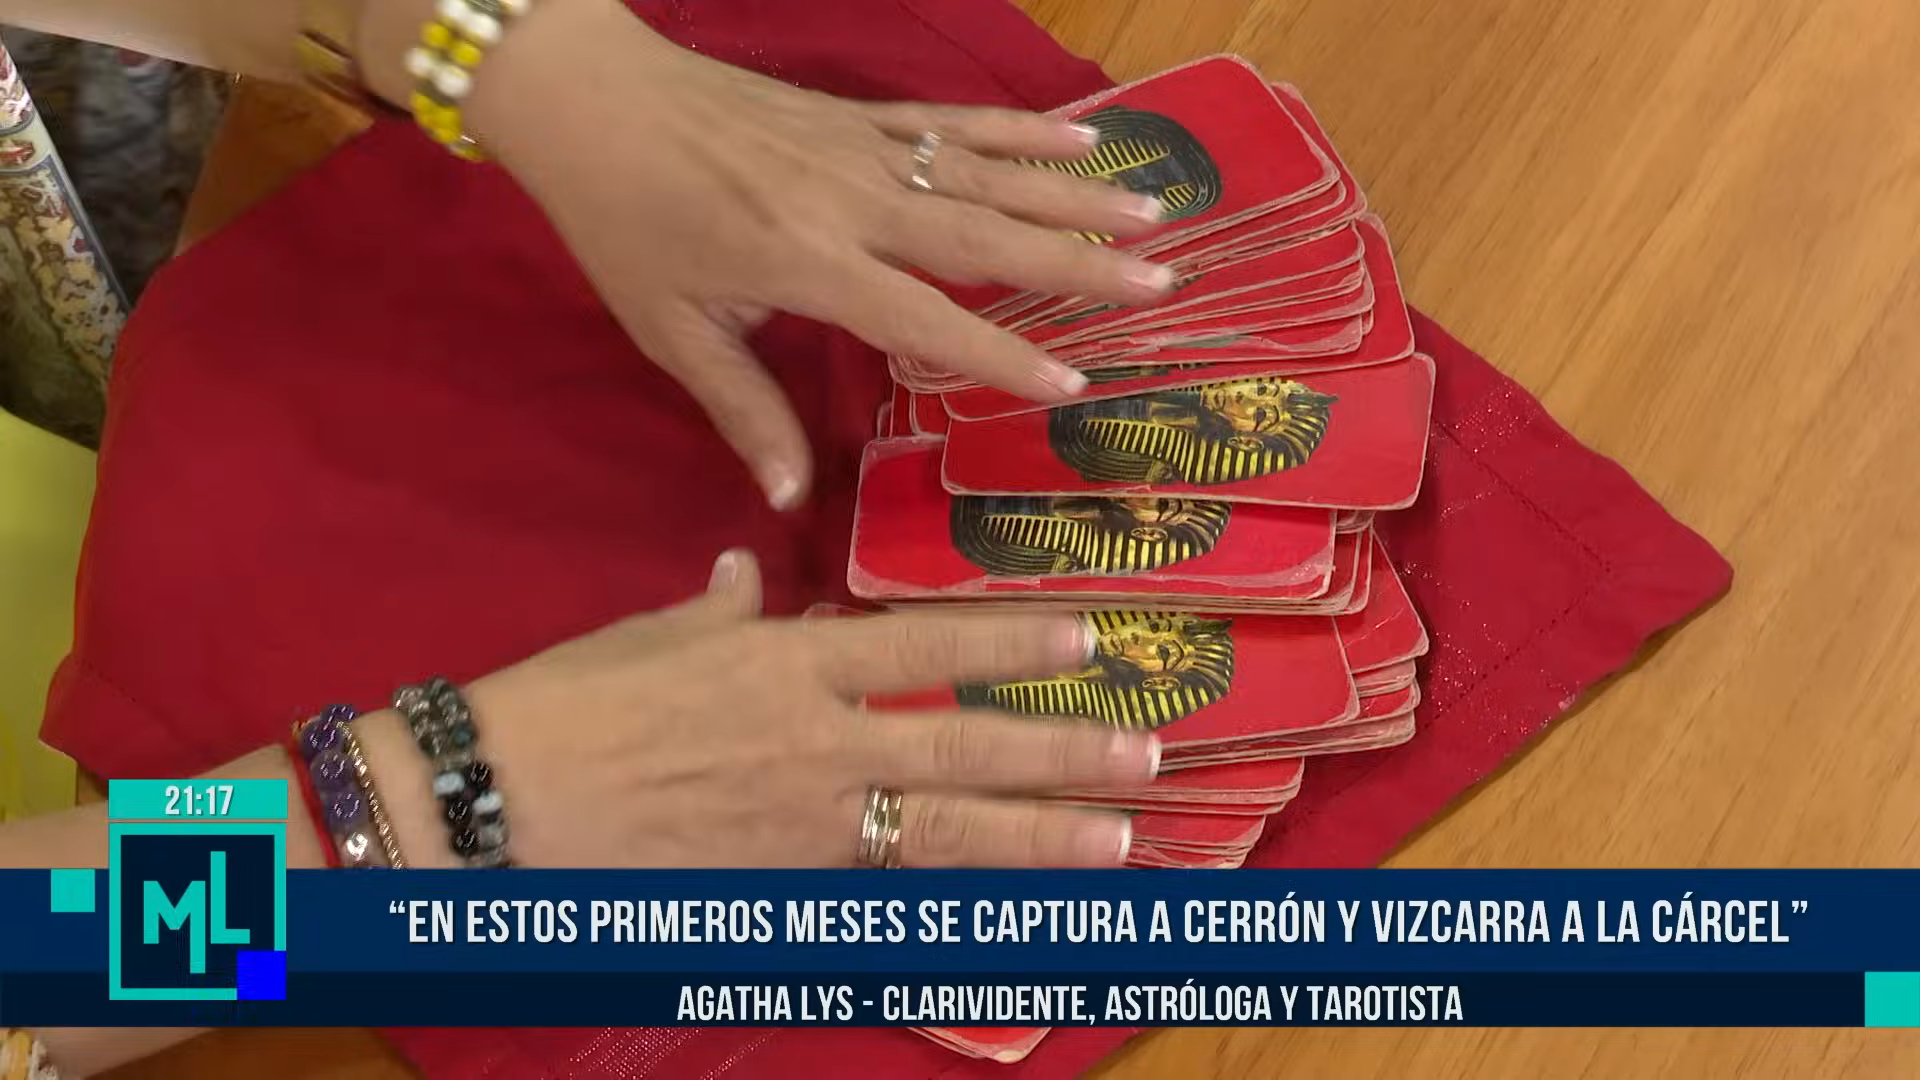 21:17
ML
“EN ESTOS PRIMEROS MESES SE CAPTURA A CERRÓN Y VIZCARRA A LA CÁRCEL”
AGATHA LYS - CLARIVIDENTE, ASTRÓLOGA Y TAROTISTA